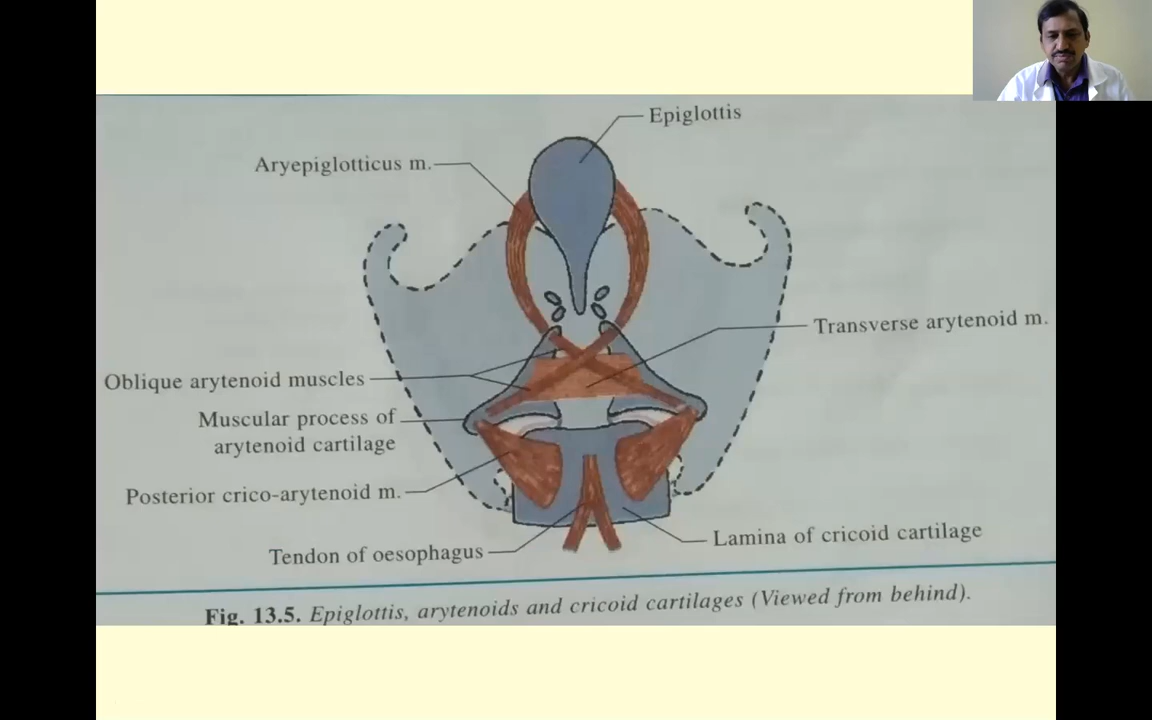 Epiglottis
Aryepiglotticus m.
Transverse arytenoid m.
Oblique arytenoid muscles
Muscular process of
arytenoid cartilage
Posterior crico-arytenoid m.
Lamina of cricoid cartilage
Tendon of oesophagus
Fig. 13.5. Epiglottis, arytenoids and cricoid cartilages (Viewed from behind).